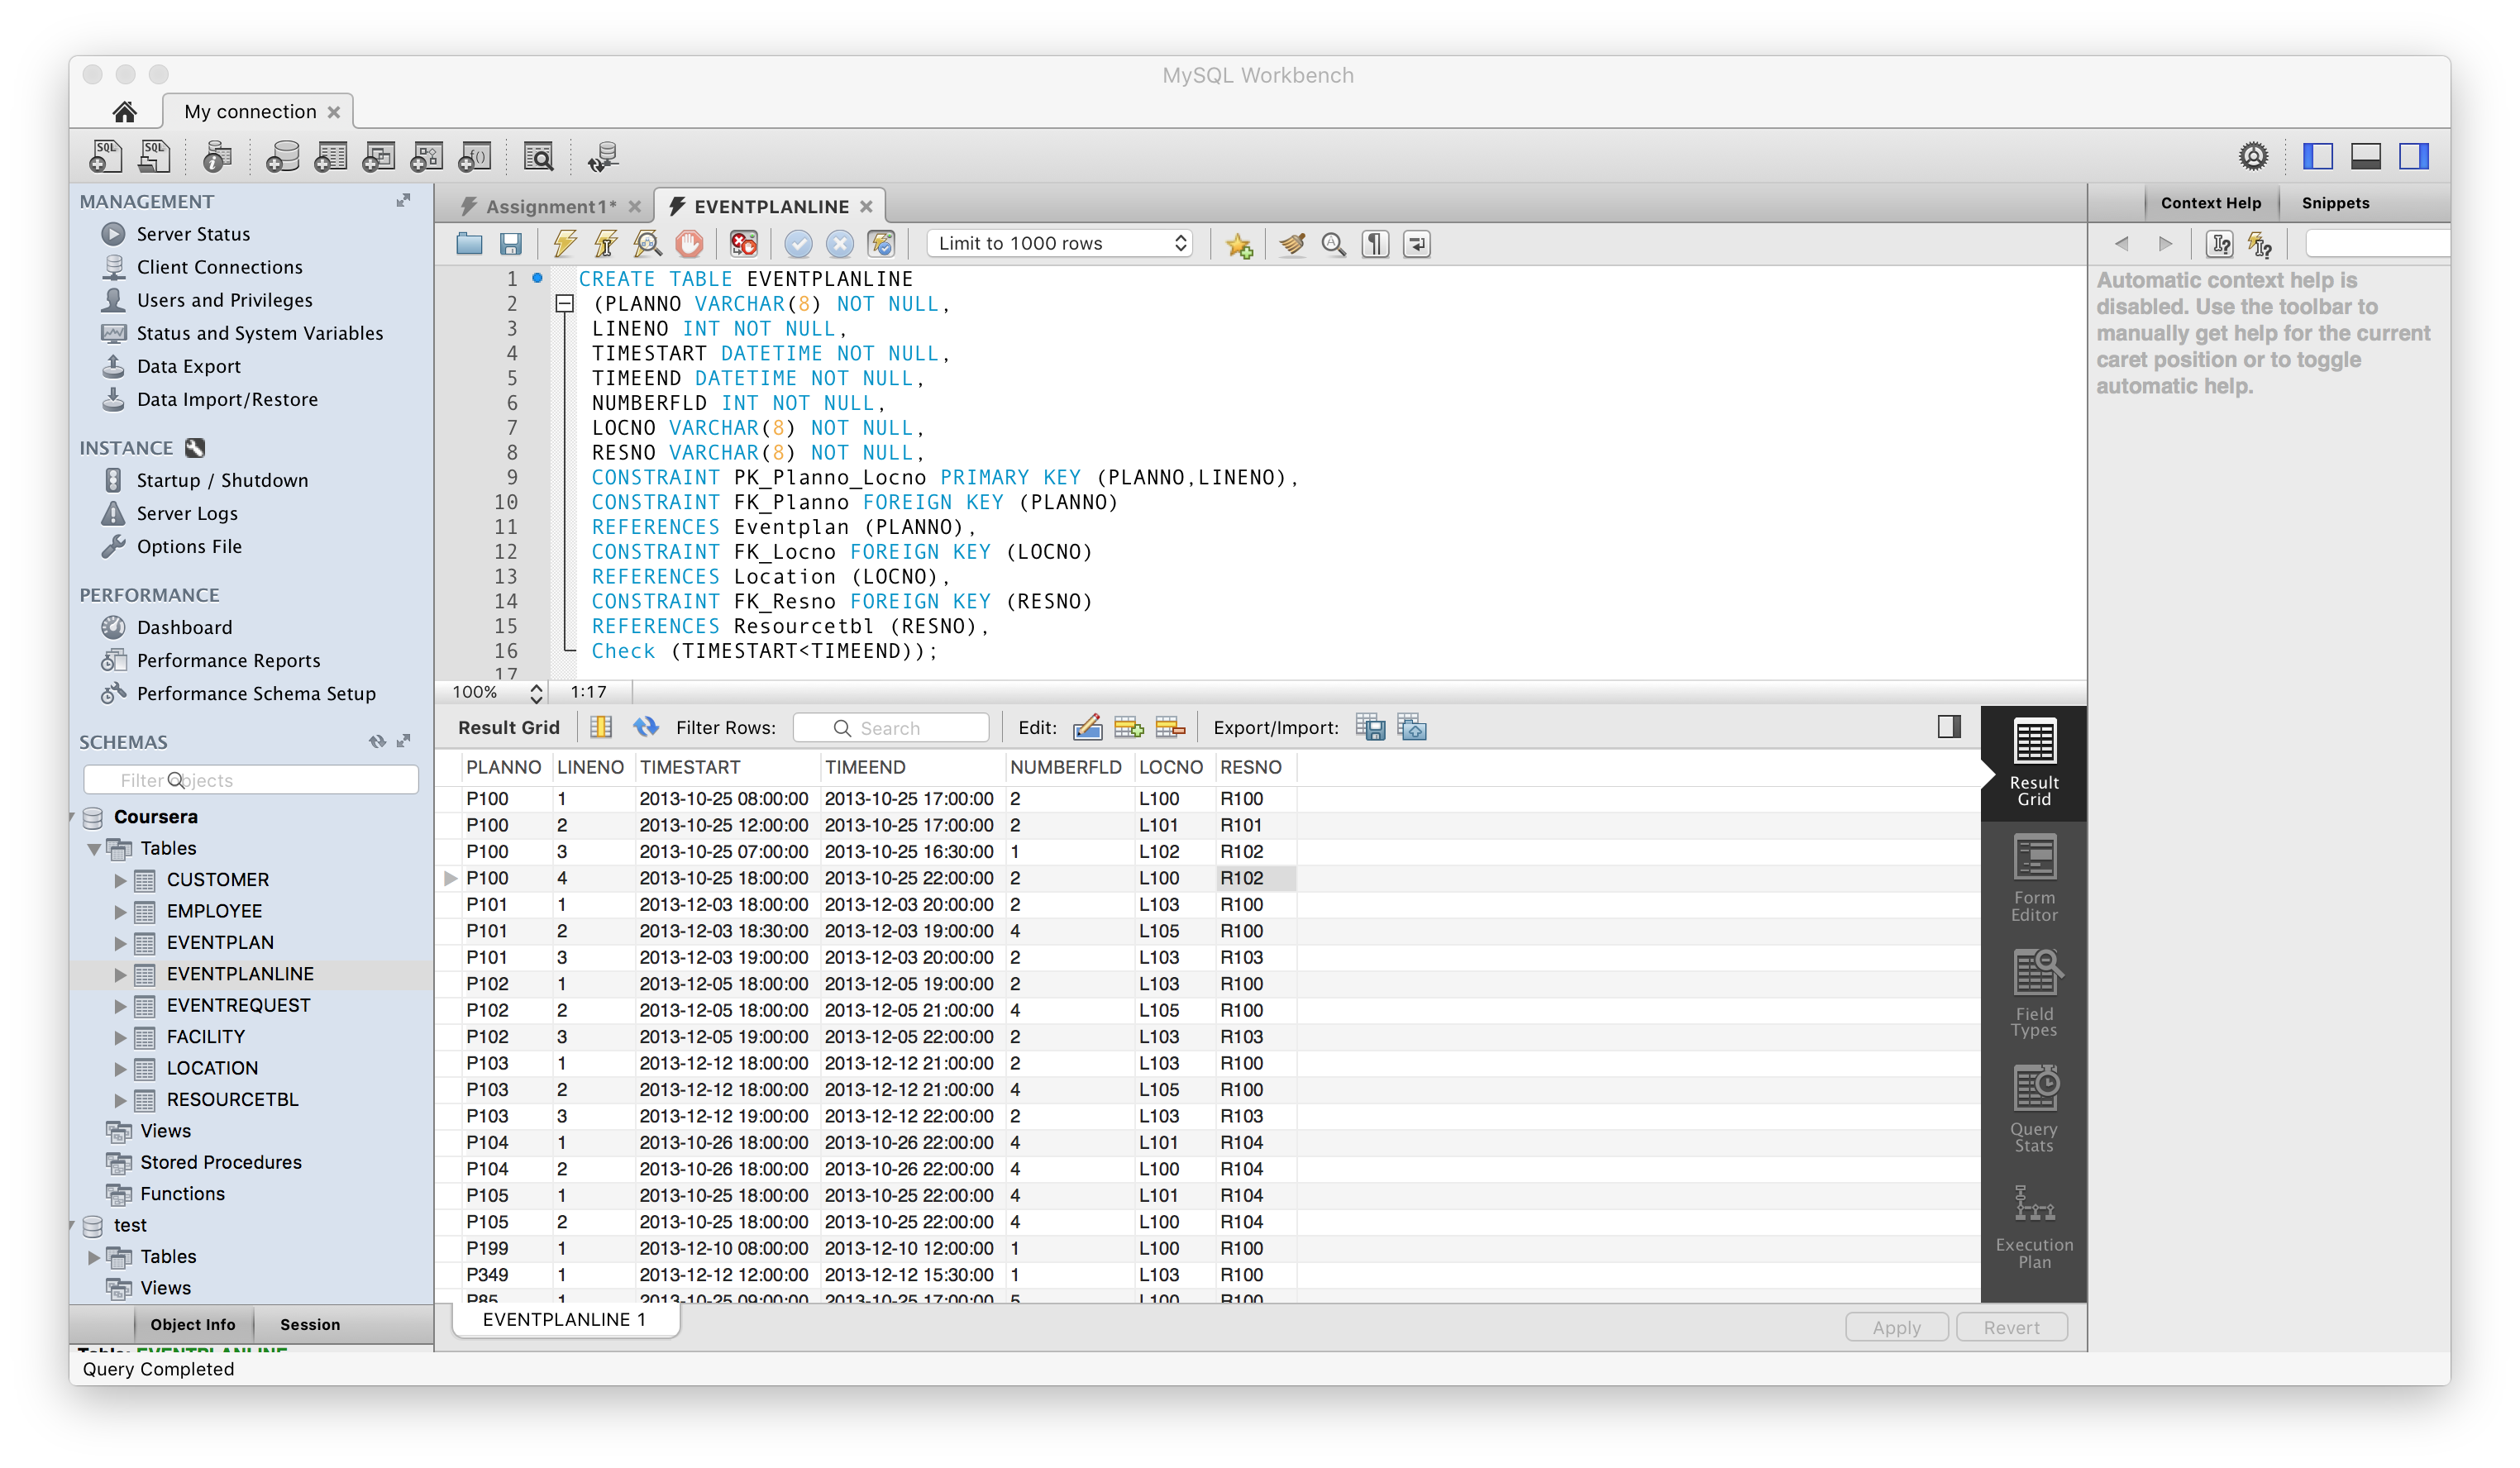 MySQL Workbench
My connection
MANAGEMENT
Server Status
Client Connections
Users and Privileges
Status and System Variables
Data Export
Data Import/Restore
INSTANCE
Startup / Shutdown
Server Logs
Options File
PERFORMANCE
Dashboard
Performance Reports
Performance Schema Setup
SCHEMAS
Filter objects
Coursera
Tables
CUSTOMER
EMPLOYEE
EVENTPLAN
EVENTPLANLINE
EVENTREQUEST
FACILITY
LOCATION
RESOURCETBL
Views
Stored Procedures
Functions
test
Tables
Views
Object Info Session
Table: EVENTPLANLINE
Query Completed
Assignment1* EVENTPLANLINE
Limit to 1000 rows
1 CREATE TABLE EVENTPLANLINE
2 (PLANNO VARCHAR(8) NOT NULL,
3 LINENO INT NOT NULL,
4 TIMESTART DATETIME NOT NULL,
5 TIMEEND DATETIME NOT NULL,
6 NUMBERFLD INT NOT NULL,
7 LOCNO VARCHAR(8) NOT NULL,
8 RESNO VARCHAR(8) NOT NULL,
9 CONSTRAINT PK_Planno_Locno PRIMARY KEY (PLANNO,LINENO),
10 CONSTRAINT FK_Planno FOREIGN KEY (PLANNO)
11 REFERENCES Eventplan (PLANNO),
12 CONSTRAINT FK_Locno FOREIGN KEY (LOCNO)
13 REFERENCES Location (LOCNO),
14 CONSTRAINT FK_Resno FOREIGN KEY (RESNO)
15 REFERENCES Resourcetbl (RESNO),
16 Check (TIMESTART<TIMEEND));
17
100% 1:17
Result Grid Filter Rows: Search Edit: Export/Import:
PLANNO LINENO TIMESTART TIMEEND NUMBERFLD LOCNO RESNO
P100 1 2013-10-25 08:00:00 2013-10-25 17:00:00 2 L100 R100
P100 2 2013-10-25 12:00:00 2013-10-25 17:00:00 2 L101 R101
P100 3 2013-10-25 07:00:00 2013-10-25 16:30:00 1 L102 R102
P100 4 2013-10-25 18:00:00 2013-10-25 22:00:00 2 L100 R102
P101 1 2013-12-03 18:00:00 2013-12-03 20:00:00 2 L103 R100
P101 2 2013-12-03 18:30:00 2013-12-03 19:00:00 4 L105 R100
P101 3 2013-12-03 19:00:00 2013-12-03 20:00:00 2 L103 R103
P102 1 2013-12-05 18:00:00 2013-12-05 19:00:00 2 L103 R100
P102 2 2013-12-05 18:00:00 2013-12-05 21:00:00 4 L105 R100
P102 3 2013-12-05 19:00:00 2013-12-05 22:00:00 2 L103 R103
P103 1 2013-12-12 18:00:00 2013-12-12 21:00:00 2 L103 R100
P103 2 2013-12-12 18:00:00 2013-12-12 21:00:00 4 L105 R100
P103 3 2013-12-12 19:00:00 2013-12-12 22:00:00 2 L103 R103
P104 1 2013-10-26 18:00:00 2013-10-26 22:00:00 4 L101 R104
P104 2 2013-10-26 18:00:00 2013-10-26 22:00:00 4 L100 R104
P105 1 2013-10-25 18:00:00 2013-10-25 22:00:00 4 L101 R104
P105 2 2013-10-25 18:00:00 2013-10-25 22:00:00 4 L100 R104
P199 1 2013-12-10 08:00:00 2013-12-10 12:00:00 1 L100 R100
P349 1 2013-12-12 12:00:00 2013-12-12 15:30:00 1 L103 R100
P85 1 2013-10-25 09:00:00 2013-10-25 17:00:00 5 L100 R100
EVENTPLANLINE 1
Apply Revert
Result
Grid
Form
Editor
Field
Types
Query
Stats
Execution
Plan
Context Help Snippets
Automatic context help is
disabled. Use the toolbar to
manually get help for the current
caret position or to toggle
automatic help.